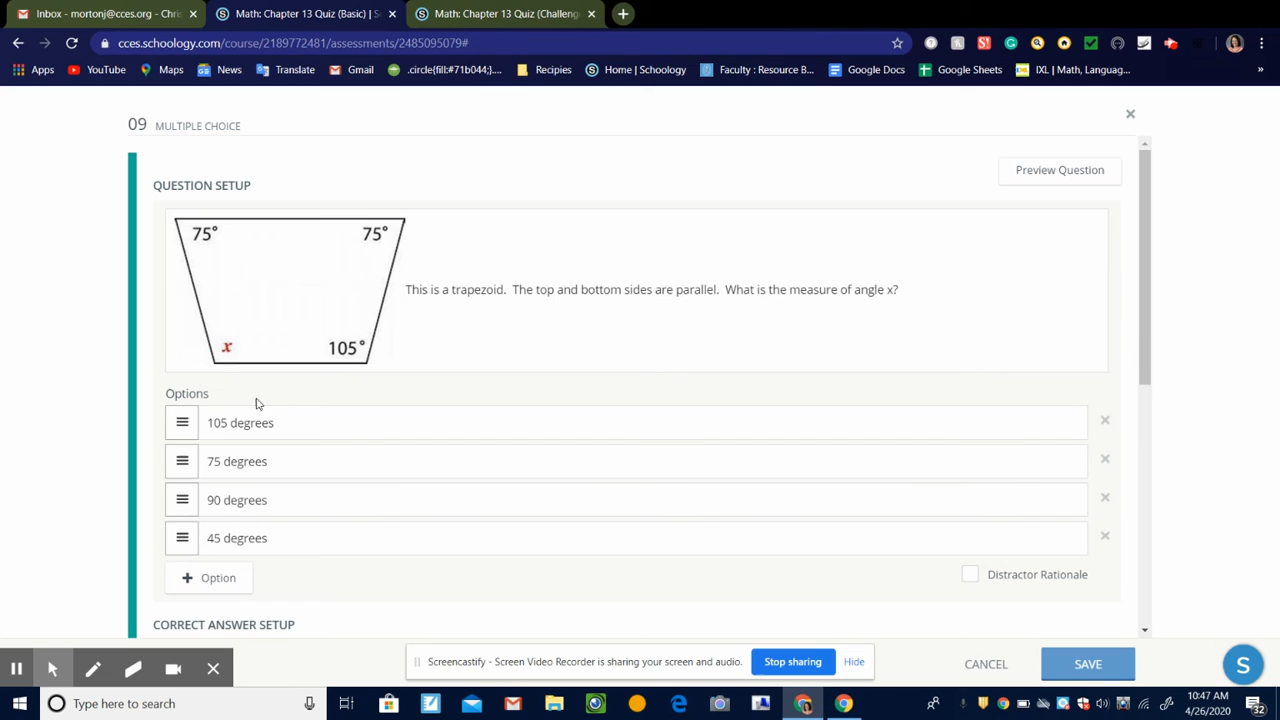 Inbox - mortonj@cces.org - Chris
Math: Chapter 13 Quiz (Basic) | S
Math: Chapter 13 Quiz (Challeng
cces.schoology.com/course/2189772481/assessments/2485095079#
Apps
YouTube
Maps
News
Translate
Gmail
.circle{fill:#71b044;}...
Recipies
Home | Schoology
Faculty : Resource B...
Google Docs
Google Sheets
IXL | Math, Languag...
»
09 MULTIPLE CHOICE
QUESTION SETUP
Preview Question
75°
75°
This is a trapezoid. The top and bottom sides are parallel. What is the measure of angle x?
x
105°
Options
105 degrees
75 degrees
90 degrees
45 degrees
+ Option
Distractor Rationale
CORRECT ANSWER SETUP
Screencastify - Screen Video Recorder is sharing your screen and audio.
Stop sharing
Hide
CANCEL
SAVE
S
Type here to search
10:47 AM
4/26/2020
32